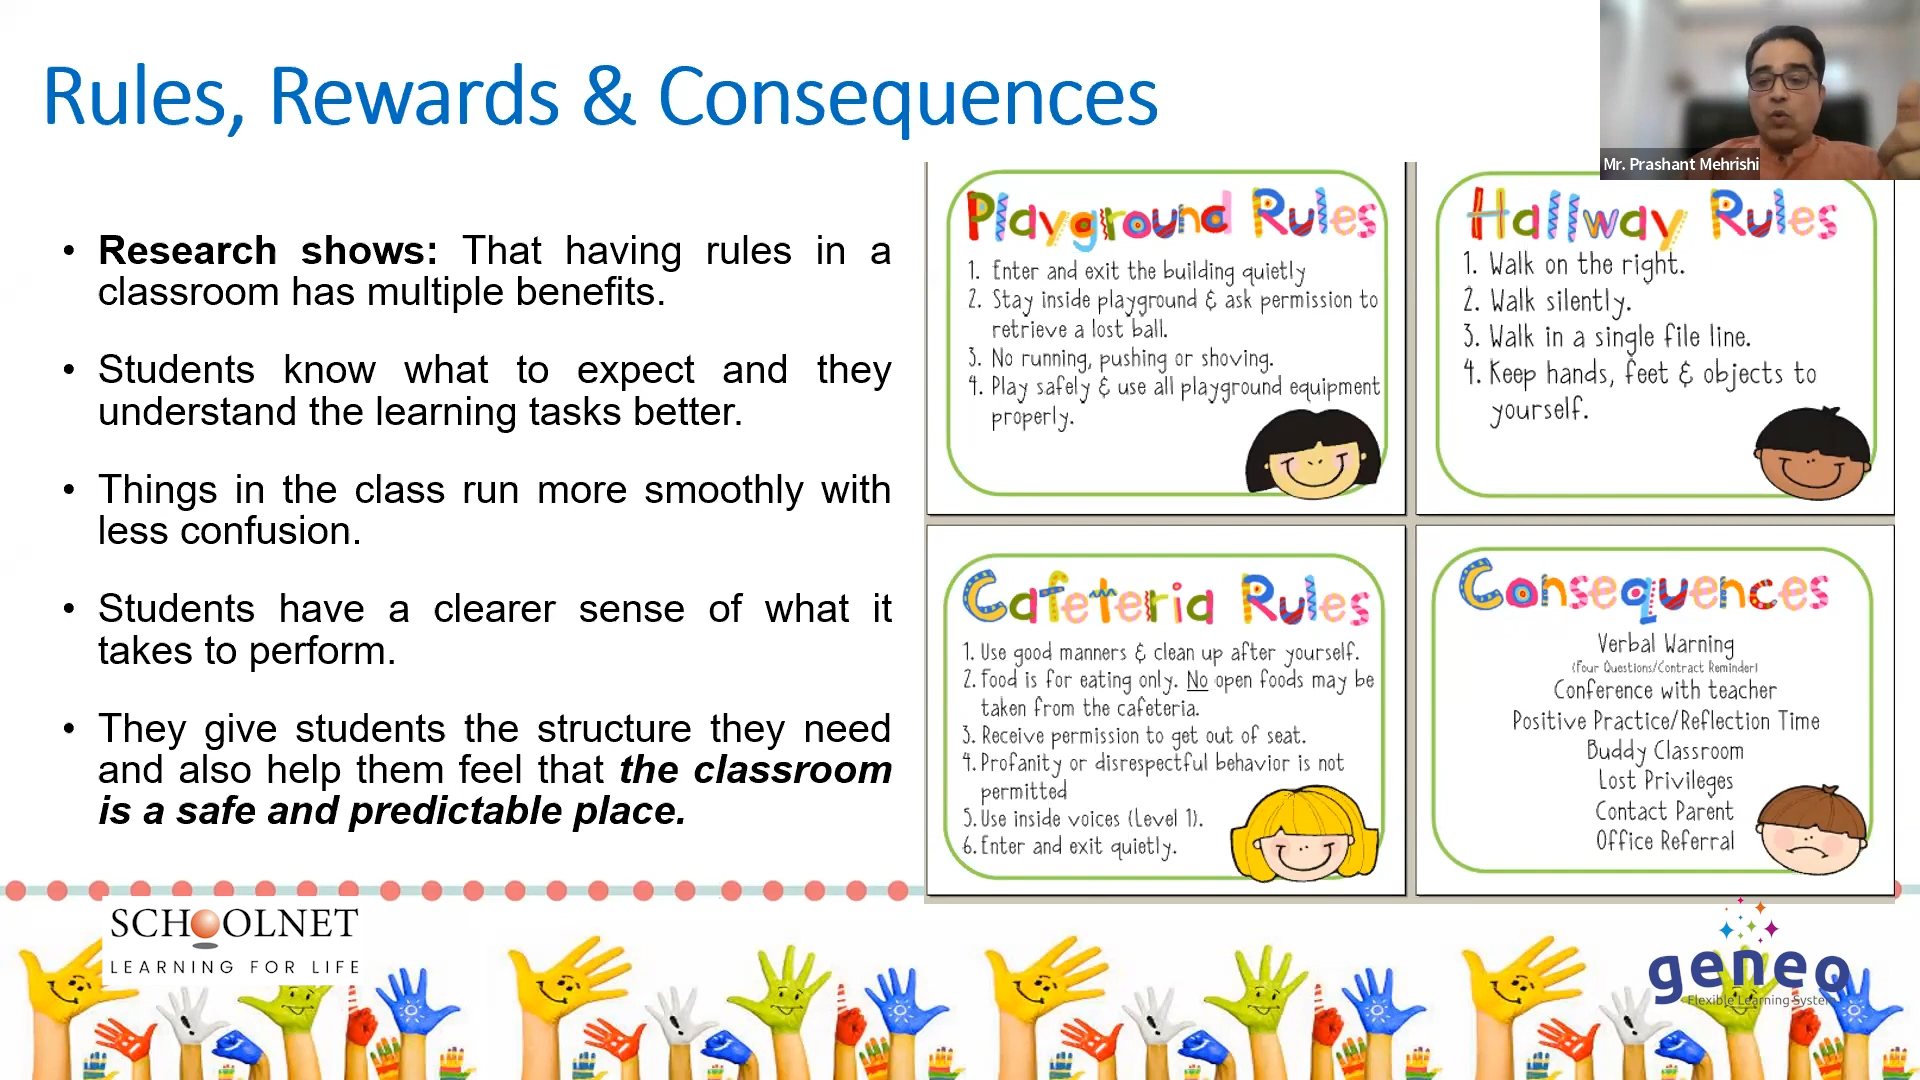 Rules, Rewards & Consequences
Mr. Prashant Mehrishi
• Research shows: That having rules in a
classroom has multiple benefits.
• Students know what to expect and they
understand the learning tasks better.
• Things in the class run more smoothly with
less confusion.
• Students have a clearer sense of what it
takes to perform.
• They give students the structure they need
and also help them feel that the classroom
is a safe and predictable place.
Playground Rules
1. Enter and exit the building quietly
2. Stay inside playground & ask permission to
retrieve a lost ball.
3. No running, pushing or shoving.
4. Play safely & use all playground equipment
properly.
Hallway Rules
1. Walk on the right.
2. Walk silently.
3. Walk in a single file line.
4. Keep hands, feet & objects to
yourself.
Cafeteria Rules
1. Use good manners & clean up after yourself.
2. Food is for eating only. No open foods may be
taken from the cafeteria.
3. Receive permission to get out of seat.
4. Profanity or disrespectful behavior is not
permitted
5. Use inside voices (Level 1).
6. Enter and exit quietly.
Consequences
Verbal Warning
(Four Questions/Contract Reminder)
Conference with teacher
Positive Practice/Reflection Time
Buddy Classroom
Lost Privileges
Contact Parent
Office Referral
SCHOOLNET
LEARNING FOR LIFE
geneo
Flexible Learning System